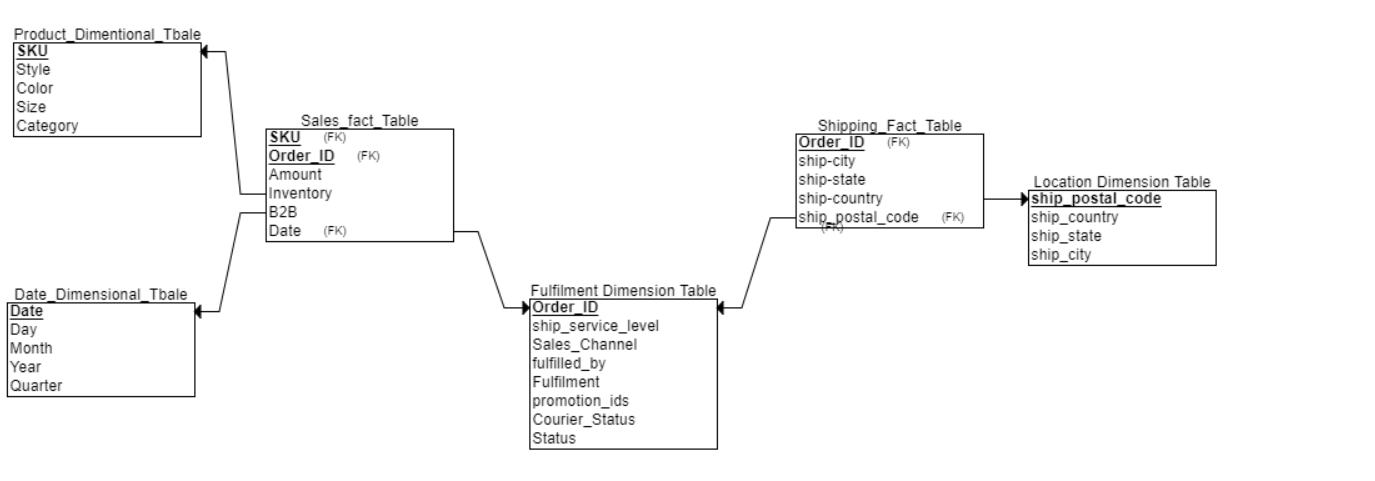 Product_Dimentional_Tbale
SKU
Style
Color
Size
Category
Sales_fact_Table
SKU (FK)
Order_ID (FK)
Amount
Inventory
B2B
Date (FK)
Date_Dimensional_Tbale
Date
Day
Month
Year
Quarter
Fulfilment Dimension Table
Order_ID
ship_service_level
Sales_Channel
fulfilled_by
Fulfilment
promotion_ids
Courier_Status
Status
Shipping_Fact_Table
Order_ID (FK)
ship-city
ship-state
ship-country
ship_postal_code (FK)
(FK)
Location Dimension Table
ship_postal_code
ship_country
ship_state
ship_city